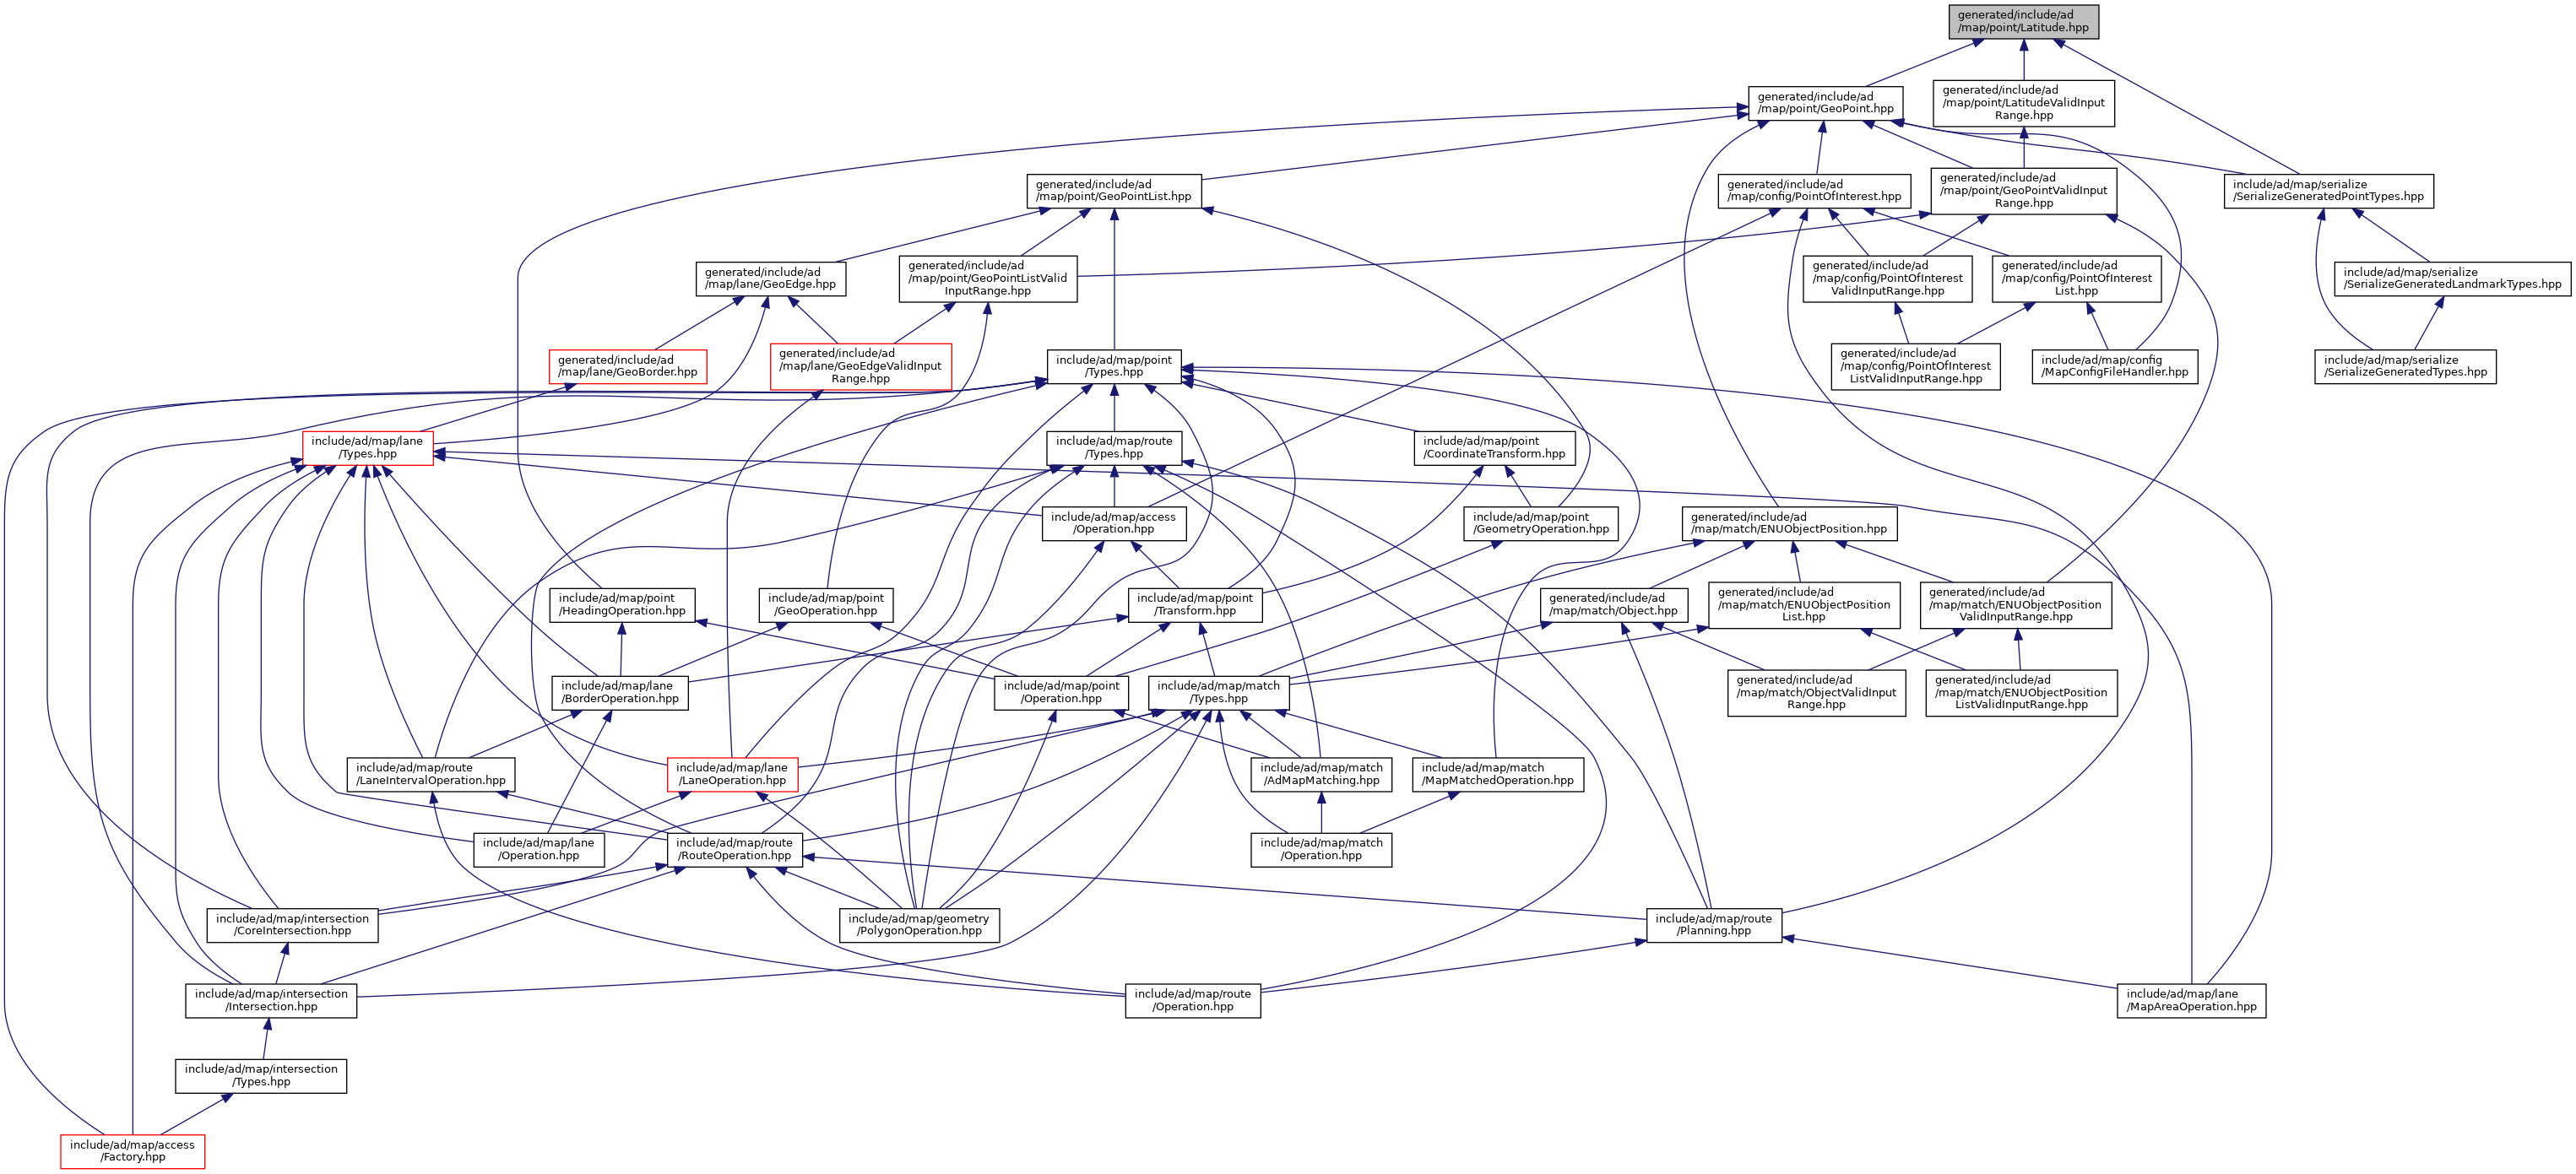 generated/include/ad
/map/point/Latitude.hpp
generated/include/ad
/map/point/GeoPoint.hpp
generated/include/ad
/map/point/LatitudeValidInput
Range.hpp
generated/include/ad
/map/point/GeoPointList.hpp
generated/include/ad
/map/config/PointOfInterest.hpp
generated/include/ad
/map/point/GeoPointValidInput
Range.hpp
include/ad/map/serialize
/SerializeGeneratedPointTypes.hpp
generated/include/ad
/map/lane/GeoEdge.hpp
generated/include/ad
/map/point/GeoPointListValid
InputRange.hpp
generated/include/ad
/map/config/PointOfInterest
ValidInputRange.hpp
generated/include/ad
/map/config/PointOfInterest
List.hpp
include/ad/map/serialize
/SerializeGeneratedLandmarkTypes.hpp
generated/include/ad
/map/lane/GeoBorder.hpp
generated/include/ad
/map/lane/GeoEdgeValidInput
Range.hpp
include/ad/map/point
/Types.hpp
generated/include/ad
/map/config/PointOfInterest
ListValidInputRange.hpp
include/ad/map/config
/MapConfigFileHandler.hpp
include/ad/map/serialize
/SerializeGeneratedTypes.hpp
include/ad/map/lane
/Types.hpp
include/ad/map/route
/Types.hpp
include/ad/map/point
/CoordinateTransform.hpp
include/ad/map/access
/Operation.hpp
include/ad/map/point
/GeometryOperation.hpp
generated/include/ad
/map/match/ENUObjectPosition.hpp
include/ad/map/point
/HeadingOperation.hpp
include/ad/map/point
/GeoOperation.hpp
include/ad/map/point
/Transform.hpp
generated/include/ad
/map/match/Object.hpp
generated/include/ad
/map/match/ENUObjectPosition
List.hpp
generated/include/ad
/map/match/ENUObjectPosition
ValidInputRange.hpp
include/ad/map/lane
/BorderOperation.hpp
include/ad/map/point
/Operation.hpp
include/ad/map/match
/Types.hpp
generated/include/ad
/map/match/ObjectValidInput
Range.hpp
generated/include/ad
/map/match/ENUObjectPosition
ListValidInputRange.hpp
include/ad/map/route
/LaneIntervalOperation.hpp
include/ad/map/lane
/LaneOperation.hpp
include/ad/map/match
/AdMapMatching.hpp
include/ad/map/match
/MapMatchedOperation.hpp
include/ad/map/lane
/Operation.hpp
include/ad/map/route
/RouteOperation.hpp
include/ad/map/match
/Operation.hpp
include/ad/map/intersection
/CoreIntersection.hpp
include/ad/map/geometry
/PolygonOperation.hpp
include/ad/map/route
/Planning.hpp
include/ad/map/intersection
/Intersection.hpp
include/ad/map/route
/Operation.hpp
include/ad/map/lane
/MapAreaOperation.hpp
include/ad/map/intersection
/Types.hpp
include/ad/map/access
/Factory.hpp